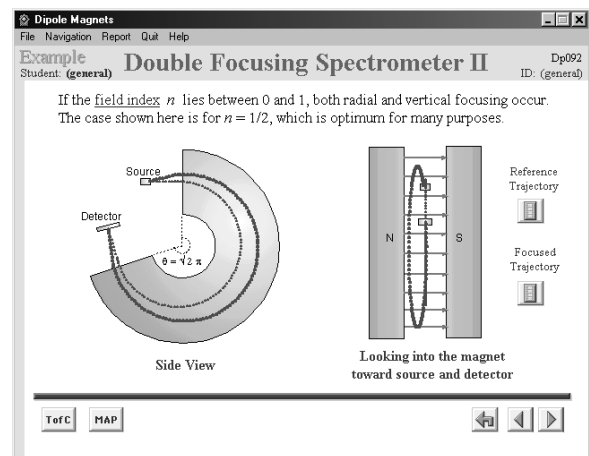 Dipole Magnets
File Navigation Report Quit Help
Example
Student: (general)
Double Focusing Spectrometer II
Dp092
ID: (general)
If the field index n lies between 0 and 1, both radial and vertical focusing occur.
The case shown here is for n = 1/2, which is optimum for many purposes.
Source
Detector
θ = √2 π
Side View
N
S
Looking into the magnet
toward source and detector
Reference
Trajectory
Focused
Trajectory
TofC
MAP